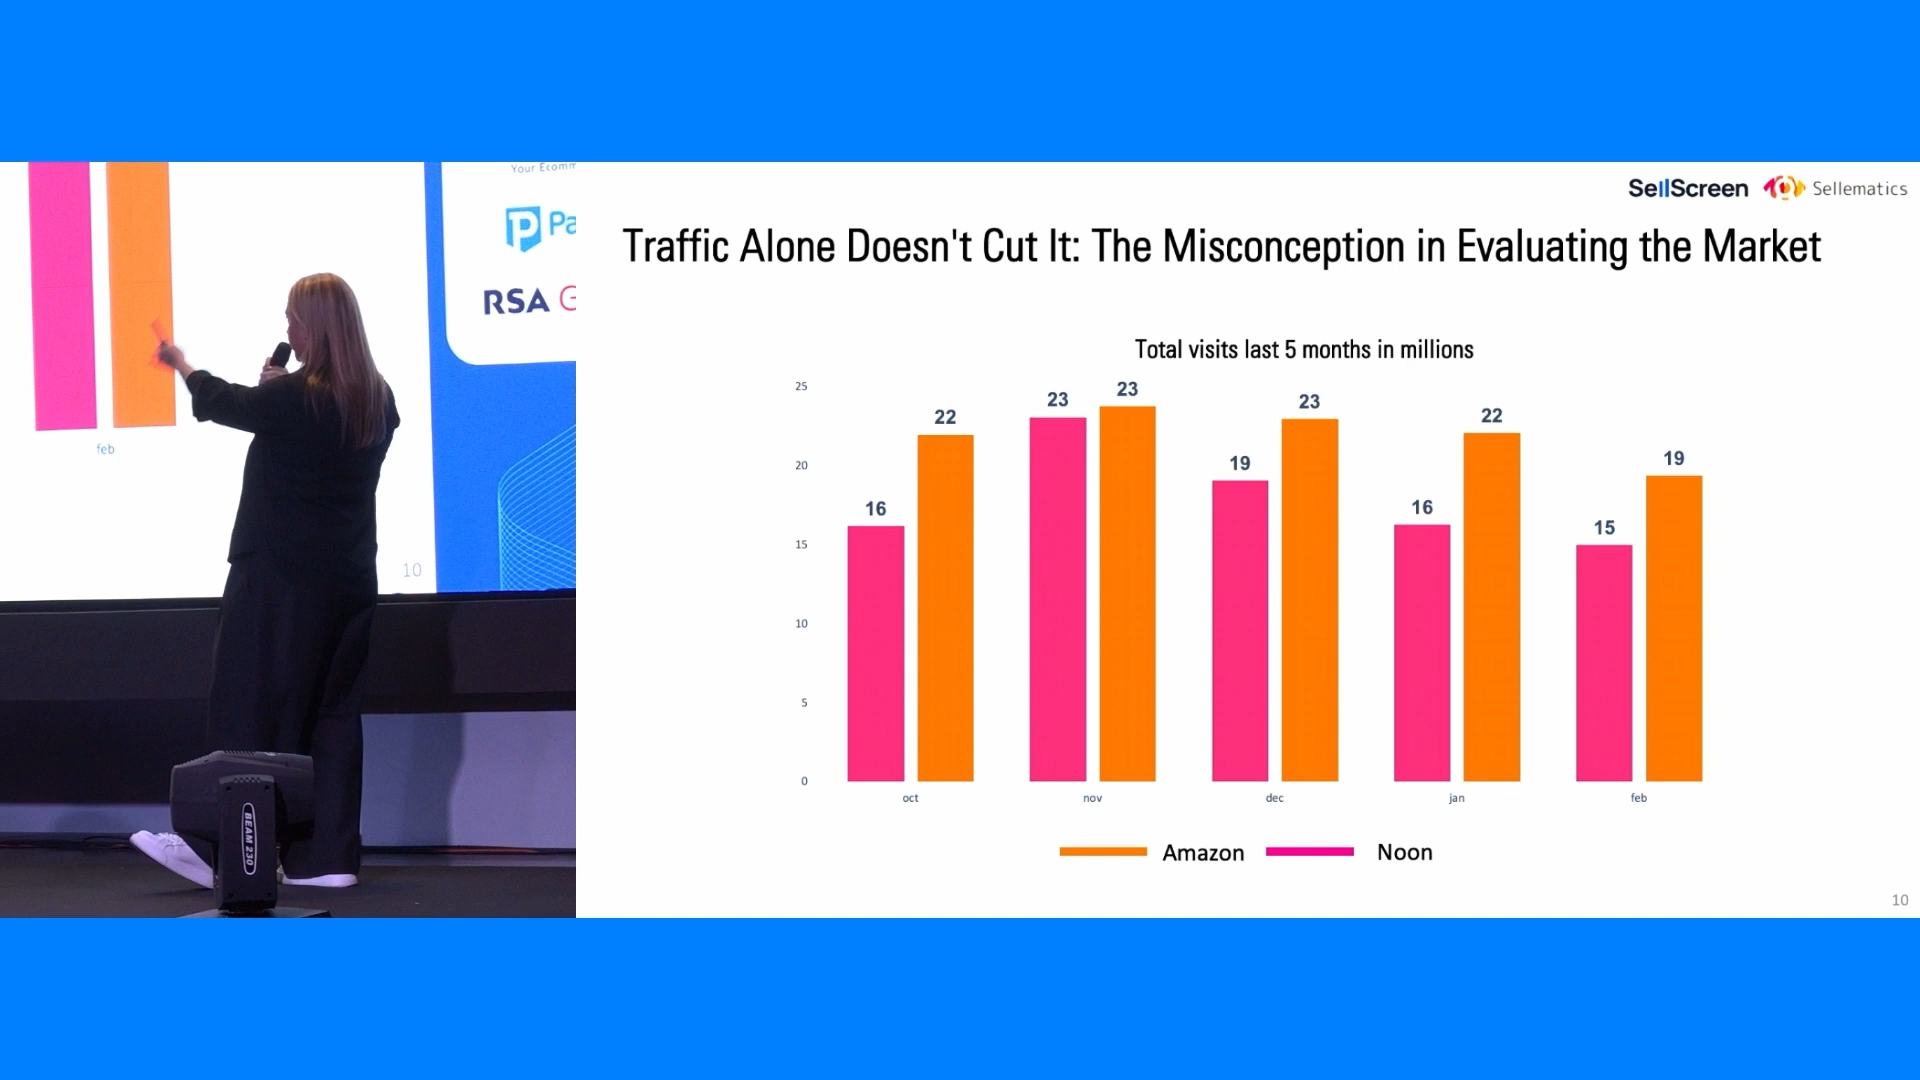 Your Ecomm
Pa
RSA G
feb
10
BEAM 230
SellScreen Sellematics
Traffic Alone Doesn't Cut It: The Misconception in Evaluating the Market
Total visits last 5 months in millions
25
20
15
10
5
0
16 22
23 23
19 23
16 22
15 19
oct nov dec jan feb
Amazon Noon
10